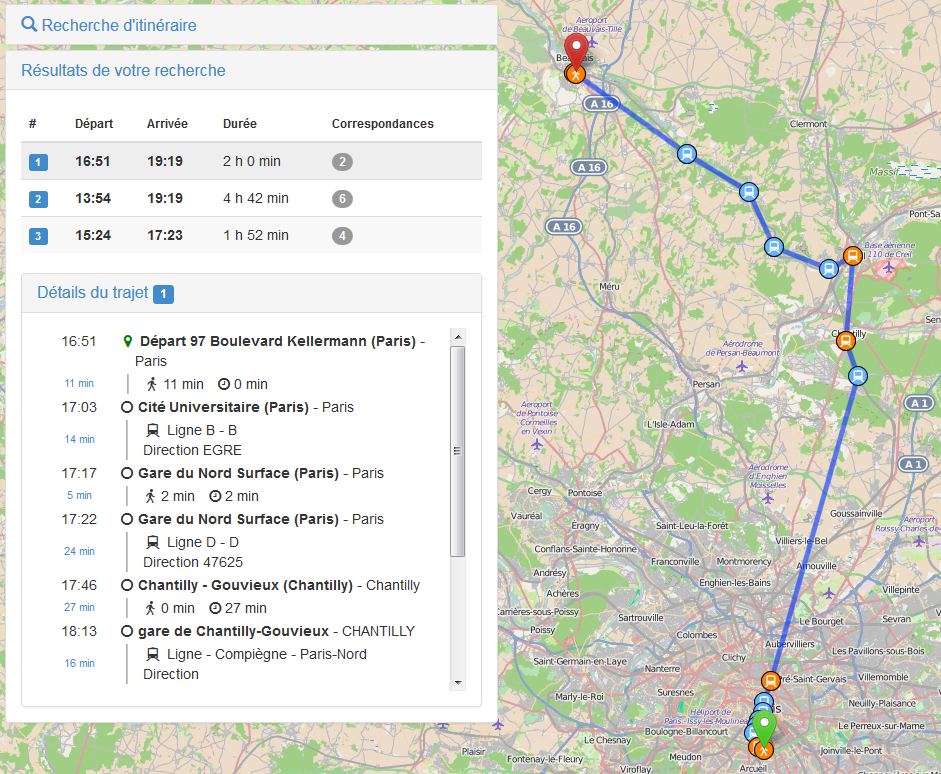 Recherche d'itinéraire
Résultats de votre recherche
# Départ Arrivée Durée Correspondances
1 16:51 19:19 2 h 0 min 2
2 13:54 19:19 4 h 42 min 6
3 15:24 17:23 1 h 52 min 4
Détails du trajet 1
16:51 Départ 97 Boulevard Kellermann (Paris) -
Paris
11 min 11 min 0 min
17:03 Cité Universitaire (Paris) - Paris
Ligne B - B
14 min
Direction EGRE
17:17 Gare du Nord Surface (Paris) - Paris
5 min 2 min 2 min
17:22 Gare du Nord Surface (Paris) - Paris
Ligne D - D
24 min
Direction 47625
17:46 Chantilly - Gouvieux (Chantilly) - Chantilly
27 min 0 min 27 min
18:13 gare de Chantilly-Gouvieux - CHANTILLY
Ligne - Compiègne - Paris-Nord
16 min
Direction
Aéroport
de Beauvais-Tillé
A 16
Clermont
A 16
Massif
Pont-Sa
A 16
Base aérienne
110 de Creil
Méru
Sen
Aérodrome
de Persan-Beaumont
Persan
A 1
Aéroport
de Pontoise
- Cormeilles
en Vexin
L'Isle-Adam
A 1
Aérodrome
d'Enghien
Moisselles
Cergy
Pontoise
Vauréal
Éragny
Saint-Leu-la-Forêt
Goussainville
Aéroport
Roissy-Charles-de
Conflans-Sainte-Honorine
Villiers-le-Bel
Franconville
Montmorency
Arnouville
Andrésy
Enghien-les-Bains
Achères
Villepinte
Carrières-sous-Poissy
Sartrouville
Le Bourget
Sevran
Poissy
Colombes
Aubervilliers
Clichy
Les Pavillons-sous-Bois
Saint-Germain-en-Laye
Nanterre
Pré-Saint-Gervais
Villemomble
Marly-le-Roi
Suresnes
Neuilly-Plaisance
Héliport de
Paris - Issy-les-Moulineaux
Le Perreux-sur-Marne
Boulogne-Billancourt
Le Chesnay
Plaisir
Meudon
Joinville-le-Pont
Fontenay-le-Fleury
Viroflay
Arcueil